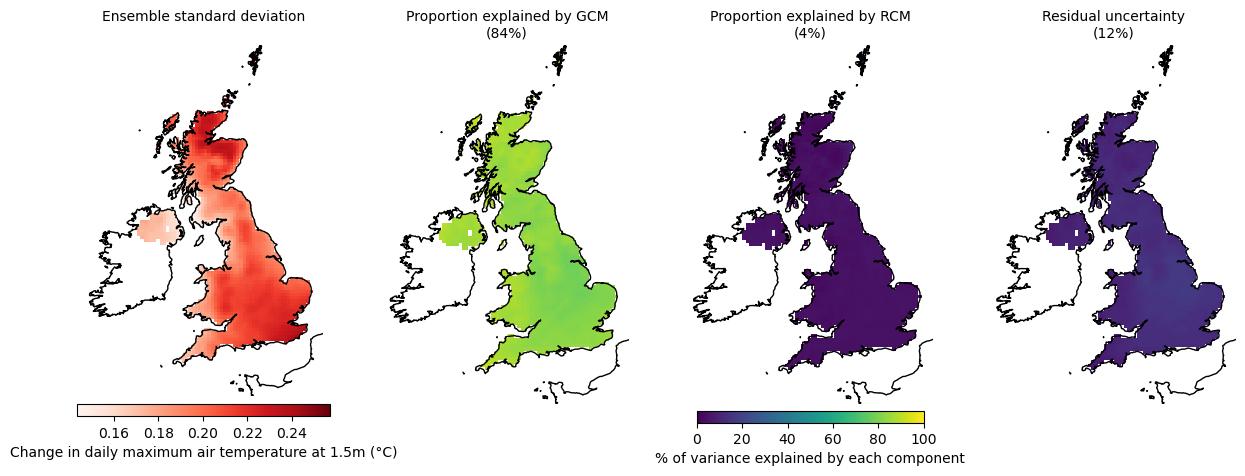 Ensemble standard deviation
Proportion explained by GCM
(84%)
Proportion explained by RCM
(4%)
Residual uncertainty
(12%)
0.16 0.18 0.20 0.22 0.24
Change in daily maximum air temperature at 1.5m (°C)
0 20 40 60 80 100
% of variance explained by each component